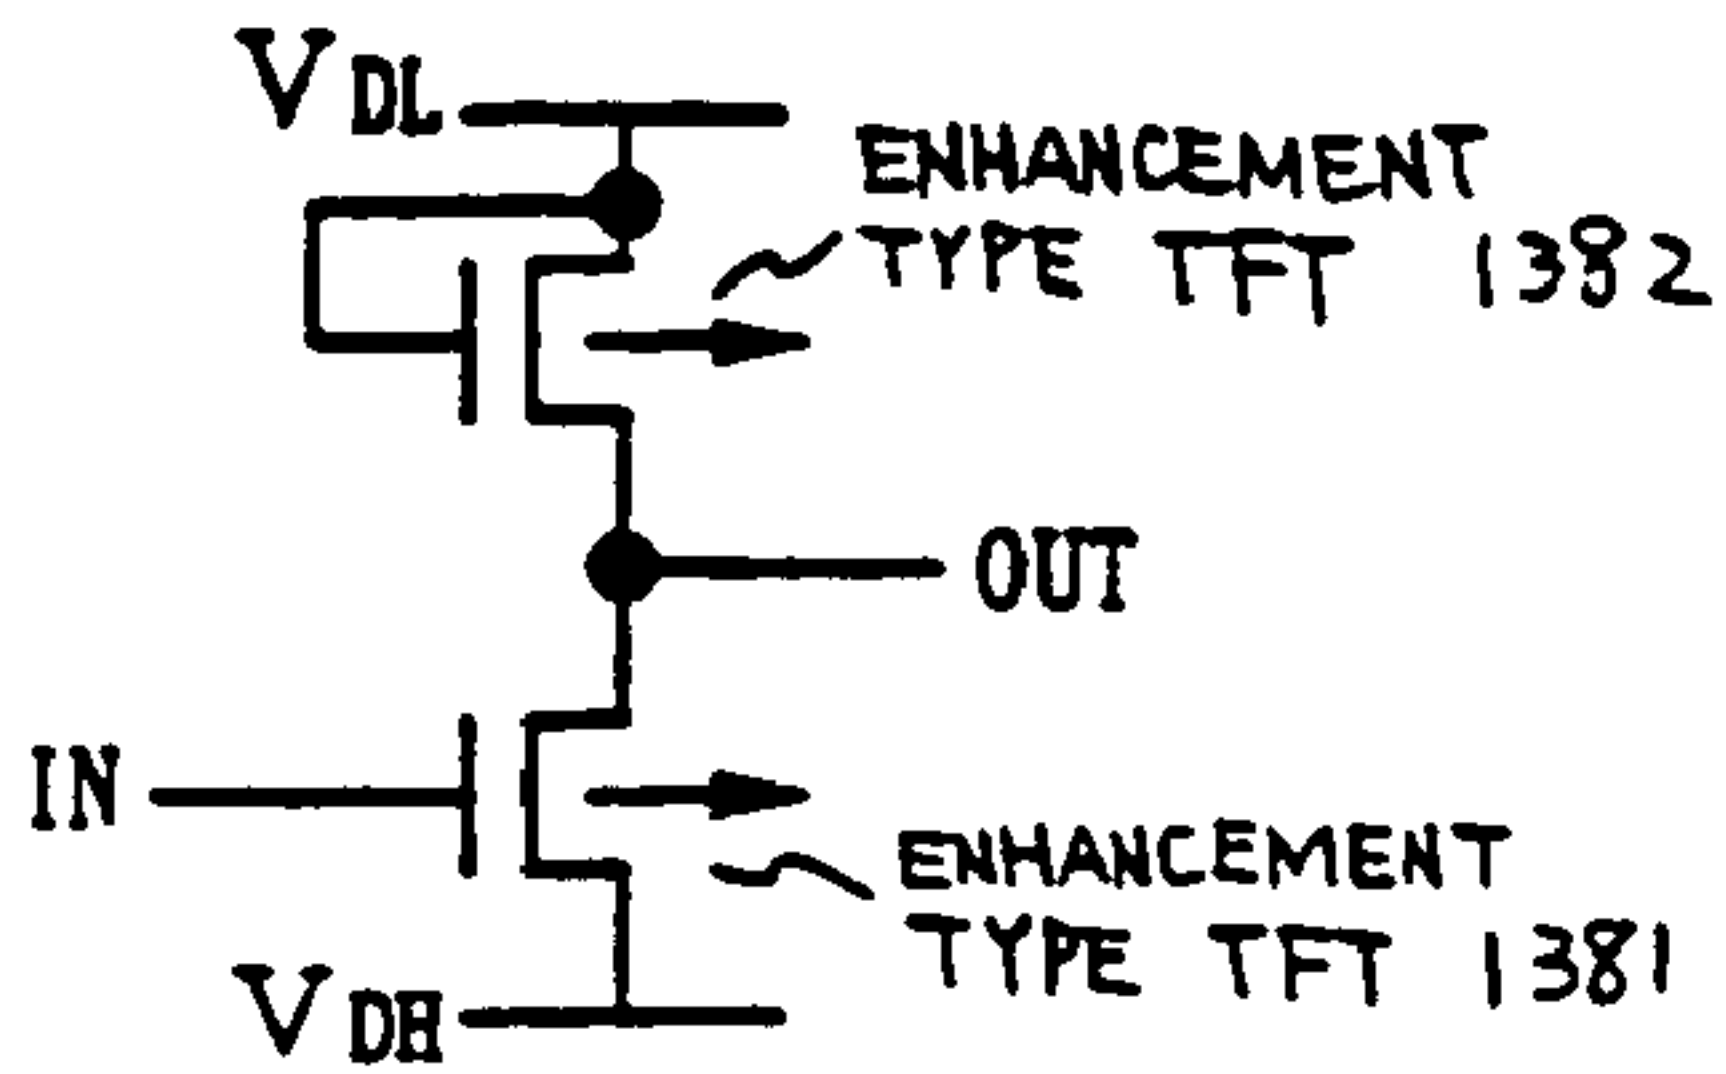 VDL
ENHANCEMENT
TYPE TFT 1382
OUT
IN
ENHANCEMENT
TYPE TFT 1381
VDH